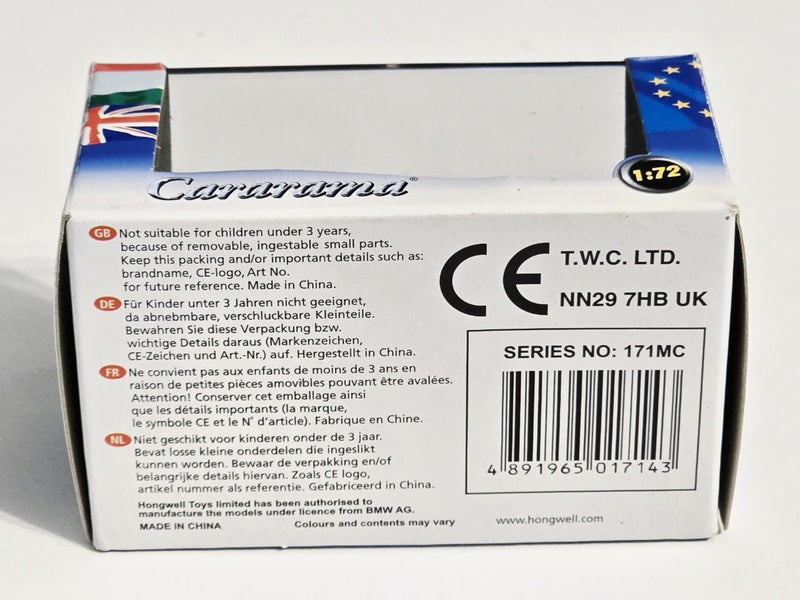 Cararama®
1:72
GB Not suitable for children under 3 years,
because of removable, ingestable small parts.
Keep this packing and/or important details such as:
brandname, CE-logo, Art No.
for future reference. Made in China.
DE Für Kinder unter 3 Jahren nicht geeignet,
da abnehmbare, verschluckbare Kleinteile.
Bewahren Sie diese Verpackung bzw.
wichtige Details daraus (Markenzeichen,
CE-Zeichen und Art.-Nr.) auf. Hergestellt in China.
FR Ne convient pas aux enfants de moins de 3 ans en
raison de petites pièces amovibles pouvant être avalées.
Attention! Conserver cet emballage ainsi
que les détails importants (la marque,
le symbole CE et le N° d'article). Fabrique en Chine.
NL Niet geschikt voor kinderen onder de 3 jaar.
Bevat losse kleine onderdelen die ingeslikt
kunnen worden. Bewaar de verpakking en/of
belangrijke details hiervan. Zoals CE logo,
artikel nummer als referentie. Gefabriceerd in China.
Hongwell Toys limited has been authorised to
manufacture the models under licence from BMW AG.
MADE IN CHINA Colours and contents may vary
CE
T.W.C. LTD.
NN29 7HB UK
SERIES NO: 171MC
4 891965 017143
www.hongwell.com